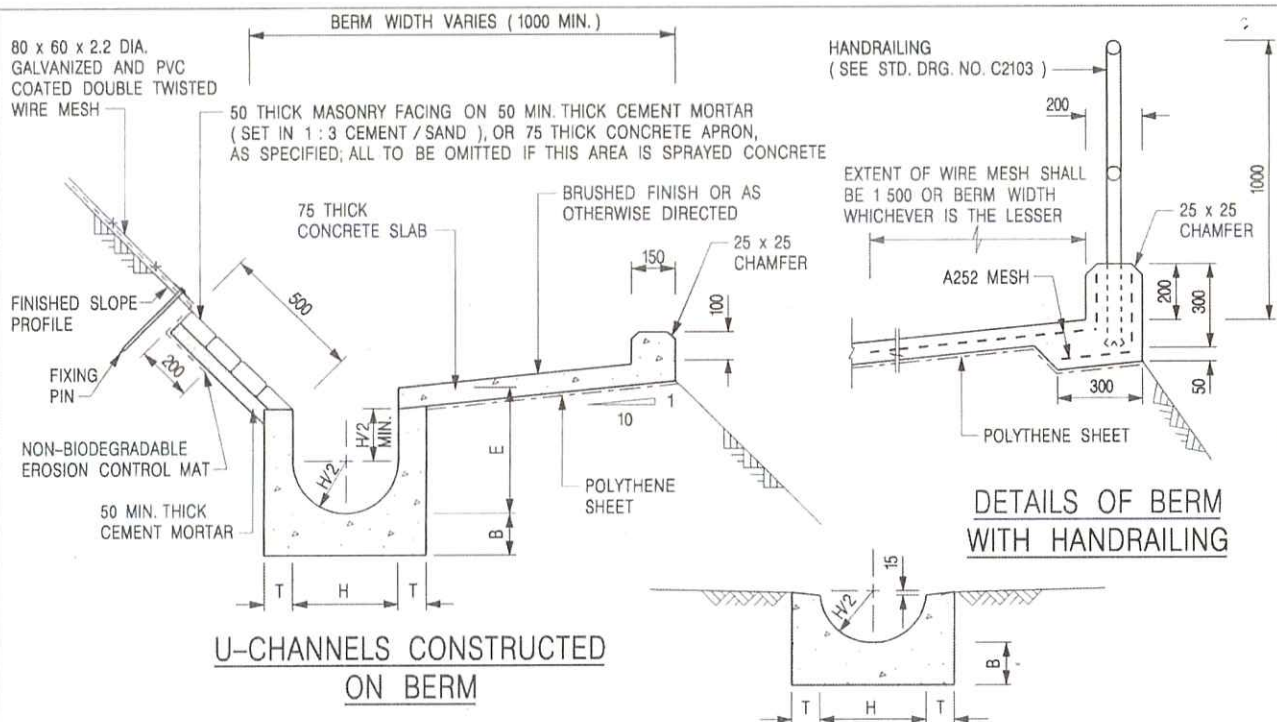 BERM WIDTH VARIES ( 1000 MIN. )
80 x 60 x 2.2 DIA.
GALVANIZED AND PVC
COATED DOUBLE TWISTED
WIRE MESH
50 THICK MASONRY FACING ON 50 MIN. THICK CEMENT MORTAR
( SET IN 1 : 3 CEMENT / SAND ), OR 75 THICK CONCRETE APRON,
AS SPECIFIED; ALL TO BE OMITTED IF THIS AREA IS SPRAYED CONCRETE
75 THICK
CONCRETE SLAB
BRUSHED FINISH OR AS
OTHERWISE DIRECTED
25 x 25
CHAMFER
150
100
500
FINISHED SLOPE
PROFILE
200
FIXING
PIN
NON-BIODEGRADABLE
EROSION CONTROL MAT
50 MIN. THICK
CEMENT MORTAR
H/2
H/2
MIN.
E
B
10
1
POLYTHENE
SHEET
T
H
T
U-CHANNELS CONSTRUCTED
ON BERM
HANDRAILING
( SEE STD. DRG. NO. C2103 )
200
1000
EXTENT OF WIRE MESH SHALL
BE 1 500 OR BERM WIDTH
WHICHEVER IS THE LESSER
25 x 25
CHAMFER
A252 MESH
200
300
50
300
POLYTHENE SHEET
DETAILS OF BERM
WITH HANDRAILING
15
H/2
B
T
H
T